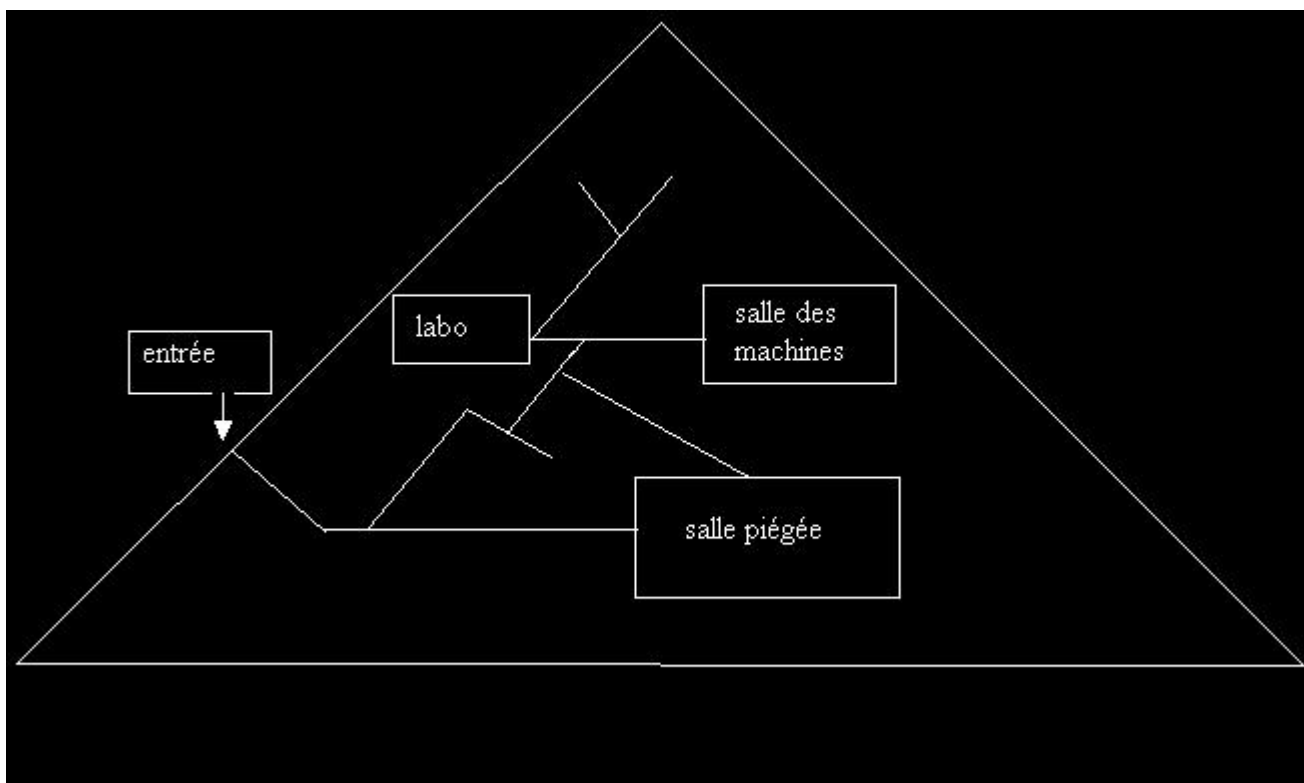 labo
salle des
machines
entrée
salle piégée